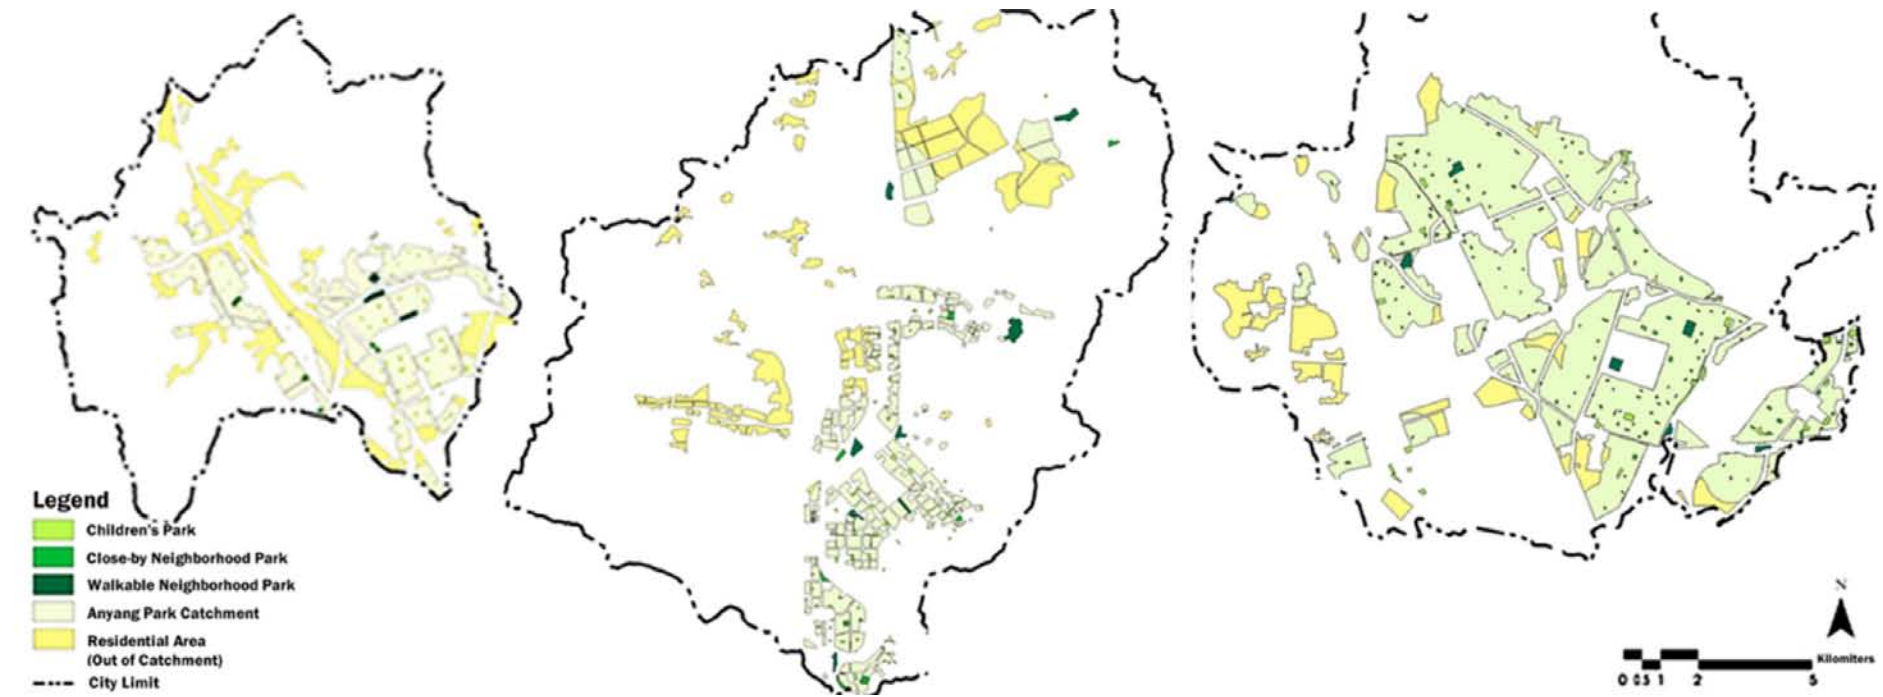 Legend
Children's Park
Close-by Neighborhood Park
Walkable Neighborhood Park
Anyang Park Catchment
Residential Area
(Out of Catchment)
City Limit
N
Kilometers
0 0.5 1 2 5